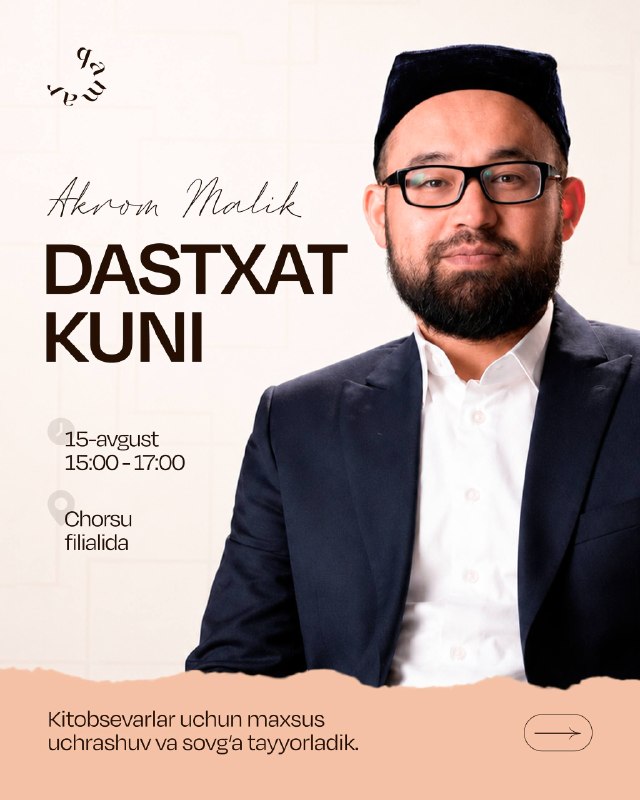 qamar
Akrom Malik
DASTXAT
KUNI
15-avgust
15:00 - 17:00
Chorsu
filialida
Kitobsevarlar uchun maxsus
uchrashuv va sovg‘a tayyorladik.